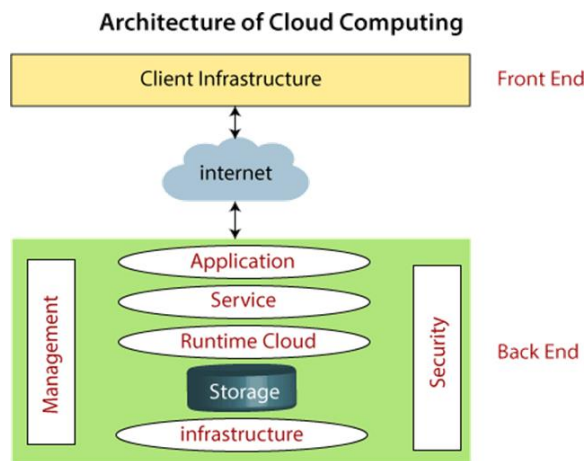 Architecture of Cloud Computing
Client Infrastructure
Front End
internet
Application
Service
Runtime Cloud
Storage
infrastructure
Management
Security
Back End